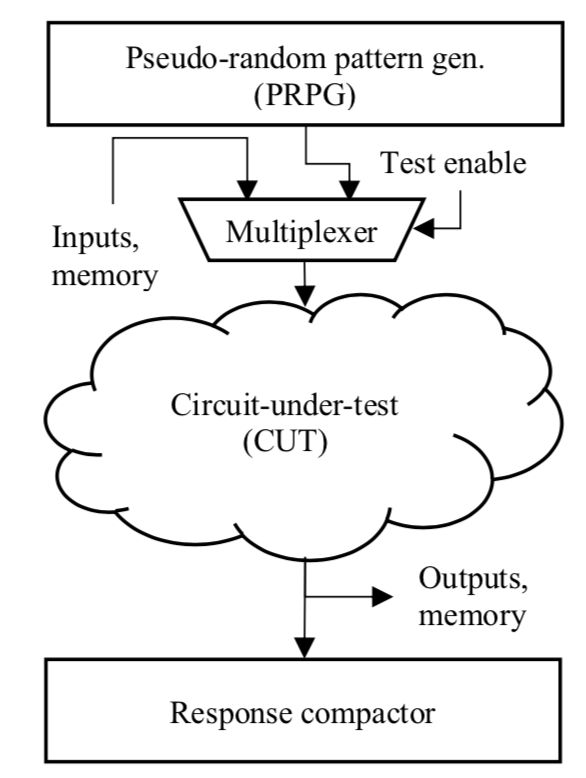 Pseudo-random pattern gen.
(PRPG)
Test enable
Multiplexer
Inputs,
memory
Circuit-under-test
(CUT)
Outputs,
memory
Response compactor